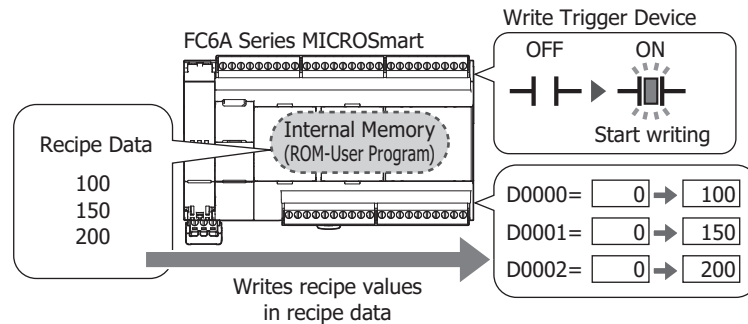 Write Trigger Device
FC6A Series MICROSmart
OFF ON
Start writing
Recipe Data
100
150
200
Internal Memory
(ROM-User Program)
D0000= 0 100
D0001= 0 150
D0002= 0 200
Writes recipe values
in recipe data